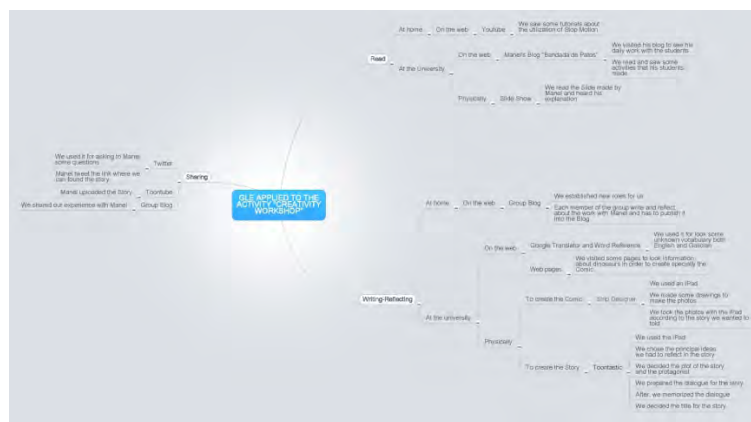 Read
At home
On the web
Youtube
We saw some tutorials about
the utilization of Stop Motion
At the University
On the web
Manel's Blog "Bandada de Patos"
We visited his blog to see his
daily work with the students
We read and saw some
activities that his students
made
Physically
Slide Show
We read the Slide made by
Manel and heard his
explanation
GLE APPLIED TO THE
ACTIVITY "CREATIVITY
WORKSHOP"
Sharing
Twitter
We used it for asking to Manel
some questions
Manel tweet the link where we
can found the story
Toontube
Manel uploaded the Story
Group Blog
We shared our experience with Manel
Writing-Reflecting
At home
On the web
Group Blog
We established new roles for us
Each member of the group write and reflect
about the work with Manel and has to publish it
into the Blog
At the university
On the web
Google Translator and Word Reference
We used it for look some
unknown vocabulary both
English and
Web pages
We visited some pages to look information
about dinosaurs in order to create specially the
Comic
Physically
To create the Comic
Strip Designer
We used an iPad
We made some drawings to
make the photos
We took the photos with the iPad
according to the story we wanted to
told
To create the Story
Toontastic
We used the iPad
We chose the principal ideas
we had to reflect in the story
We decided the plot of the story
and the protagonist
We prepared the dialogue for the story
After, we memorized the dialogue
We decided the title for the story